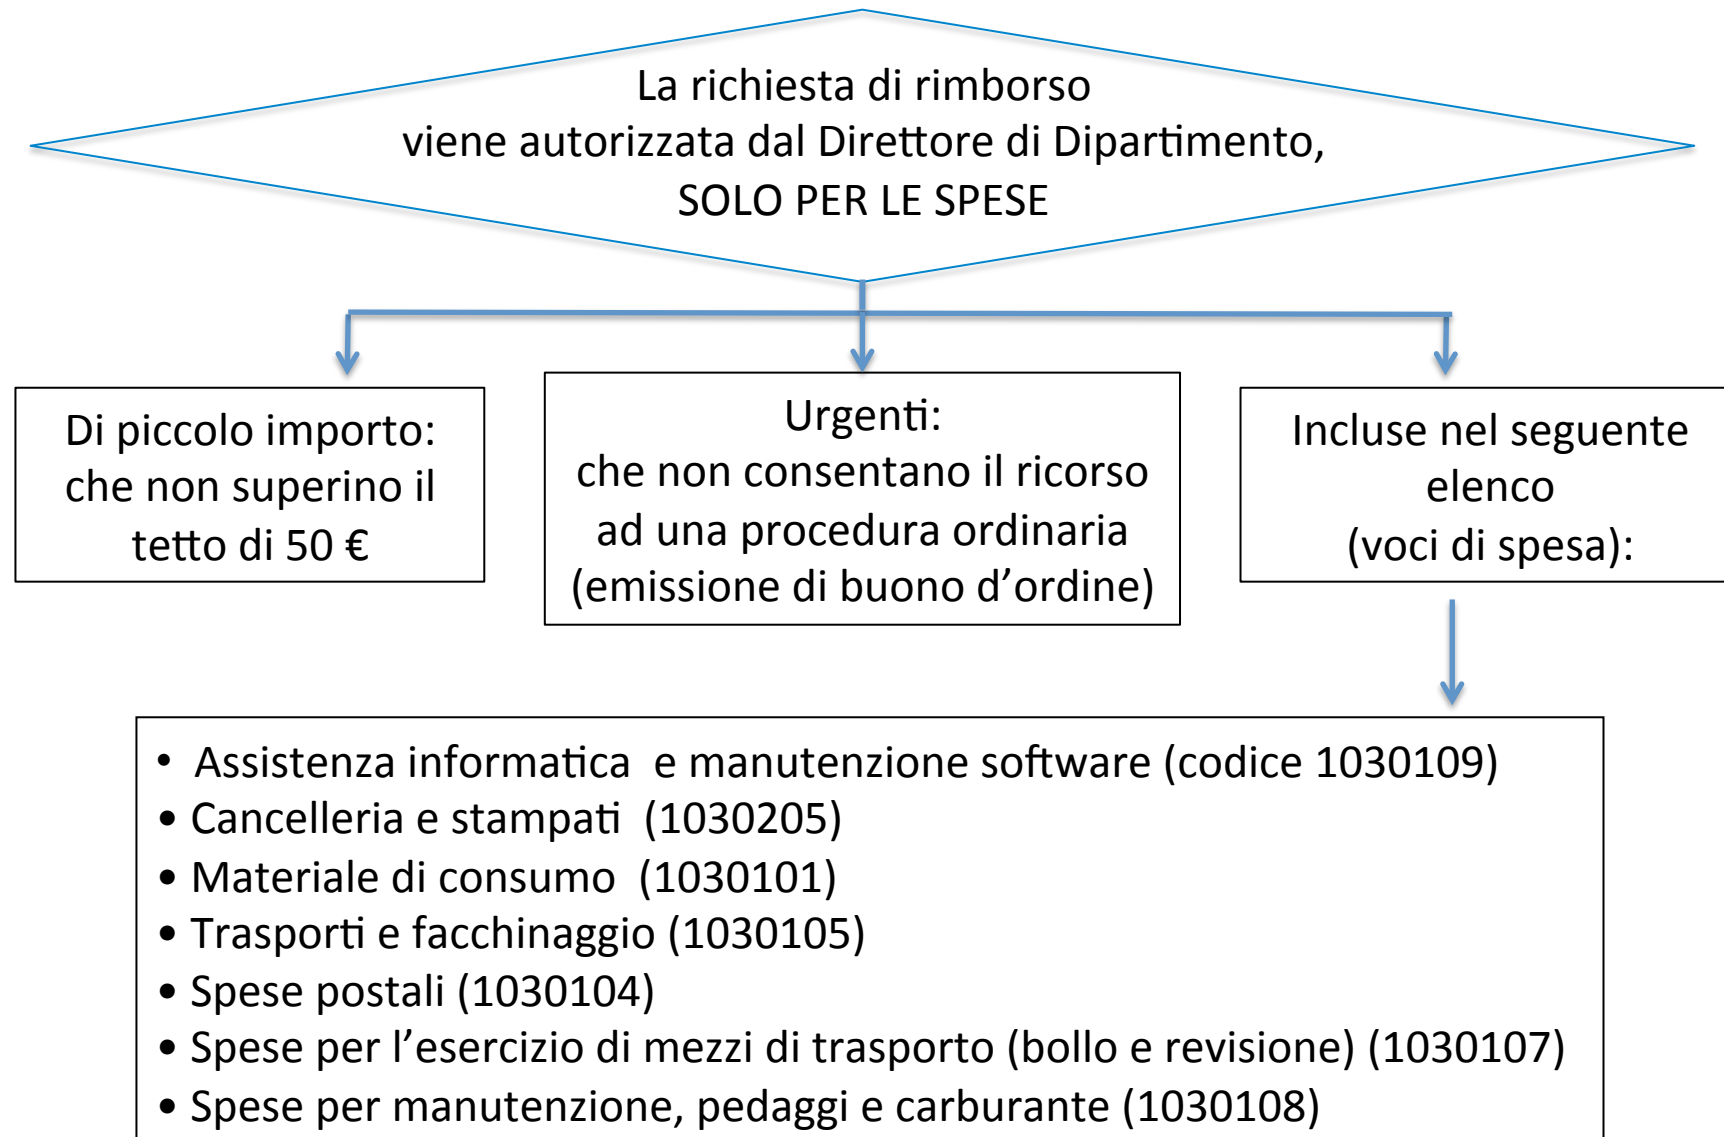 La richiesta di rimborso
viene autorizzata dal Direttore di Dipartimento,
SOLO PER LE SPESE
Di piccolo importo:
che non superino il
tetto di 50 €
Urgenti:
che non consentano il ricorso
ad una procedura ordinaria
(emissione di buono d’ordine)
Incluse nel seguente
elenco
(voci di spesa):
• Assistenza informatica e manutenzione software (codice 1030109)
• Cancelleria e stampati (1030205)
• Materiale di consumo (1030101)
• Trasporti e facchinaggio (1030105)
• Spese postali (1030104)
• Spese per l’esercizio di mezzi di trasporto (bollo e revisione) (1030107)
• Spese per manutenzione, pedaggi e carburante (1030108)